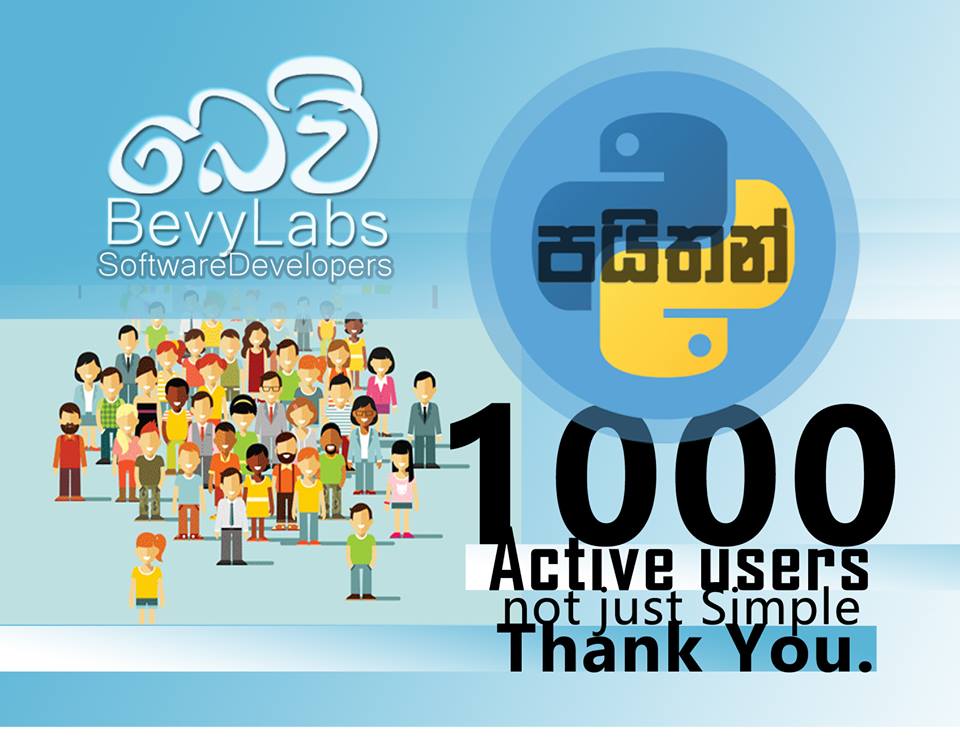 බෙවි
BevyLabs
SoftwareDevelopers
පයිතන්
1000
Active users
not just Simple
Thank You.